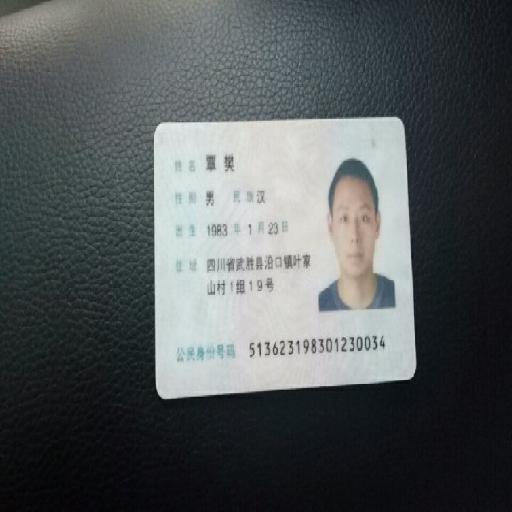 姓名 覃樊
性别 男 民族 汉
出生 1983 年 1 月 23 日
住址 四川省武胜县沿口镇叶家
山村1组19号
公民身份号码 513623198301230034